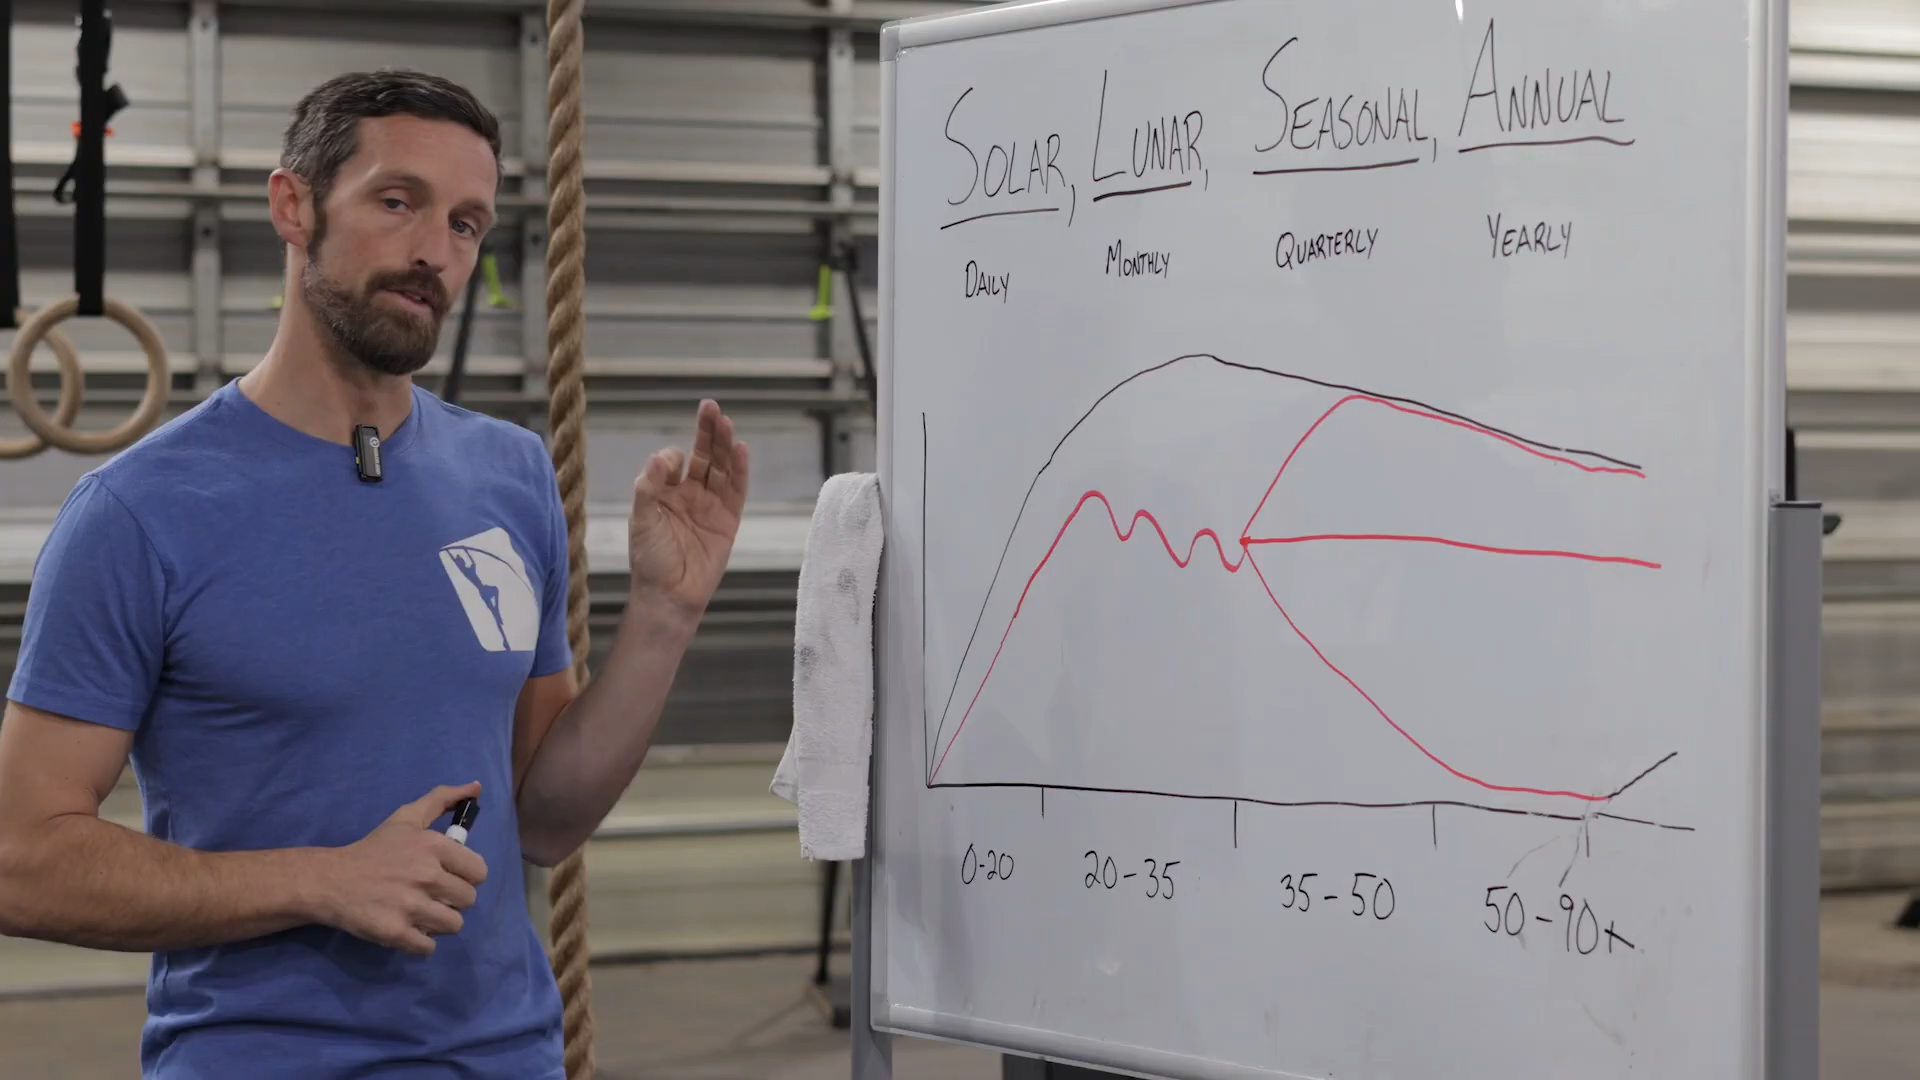 SOLAR, LUNAR, SEASONAL, ANNUAL
DAILY MONTHLY QUARTERLY YEARLY
0-20 20-35 35-50 50-90+